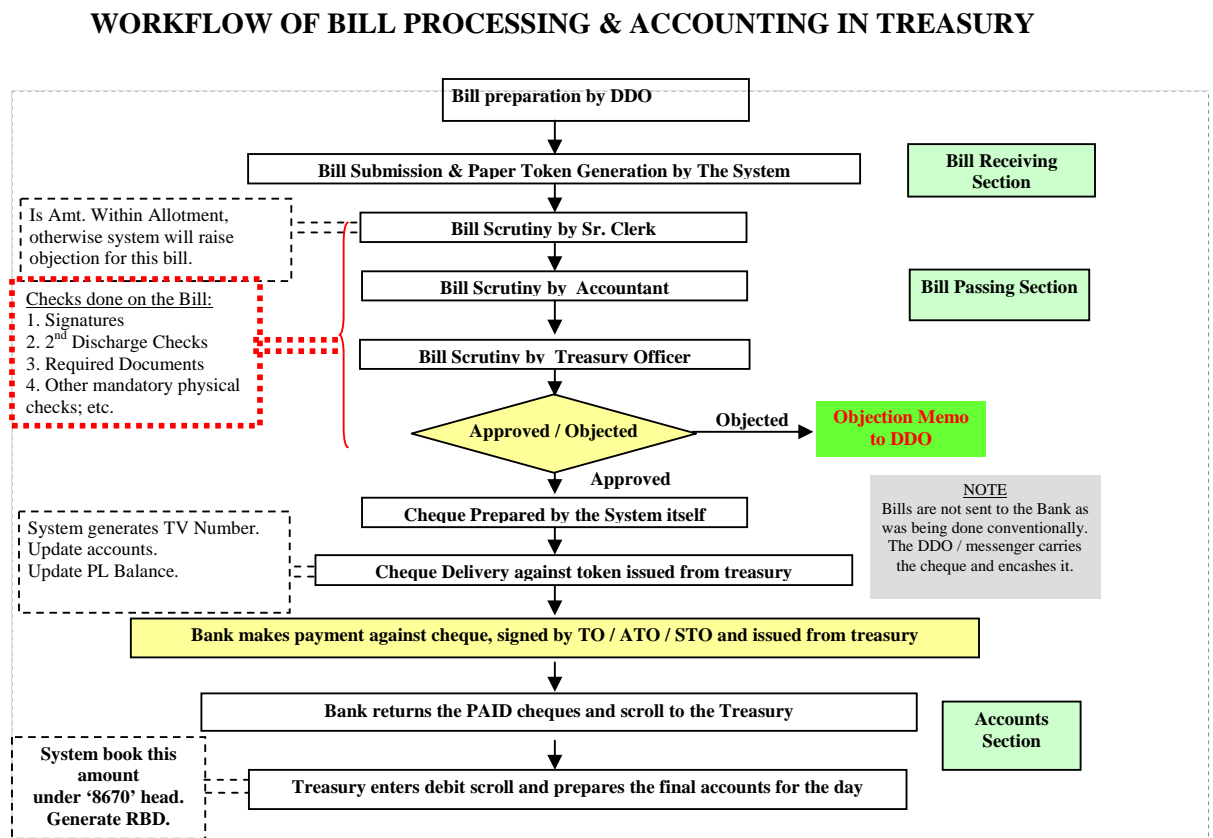 WORKFLOW OF BILL PROCESSING & ACCOUNTING IN TREASURY
Bill preparation by DDO
Bill Submission & Paper Token Generation by The System
Bill Receiving
Section
Is Amt. Within Allotment,
otherwise system will raise
objection for this bill.
Bill Scrutiny by Sr. Clerk
Checks done on the Bill:
1. Signatures
2. 2nd Discharge Checks
3. Required Documents
4. Other mandatory physical
checks; etc.
Bill Scrutiny by Accountant
Bill Passing Section
Bill Scrutiny by Treasury Officer
Approved / Objected
Objected
Objection Memo
to DDO
Approved
NOTE
Bills are not sent to the Bank as
was being done conventionally.
The DDO / messenger carries
the cheque and encashes it.
Cheque Prepared by the System itself
System generates TV Number.
Update accounts.
Update PL Balance.
Cheque Delivery against token issued from treasury
Bank makes payment against cheque, signed by TO / ATO / STO and issued from treasury
Bank returns the PAID cheques and scroll to the Treasury
Accounts
Section
System book this
amount
under ‘8670’ head.
Generate RBD.
Treasury enters debit scroll and prepares the final accounts for the day